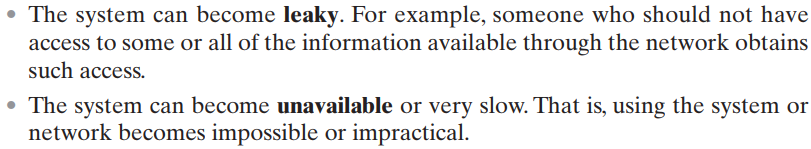 • The system can become leaky. For example, someone who should not have
access to some or all of the information available through the network obtains
such access.
• The system can become unavailable or very slow. That is, using the system or
network becomes impossible or impractical.